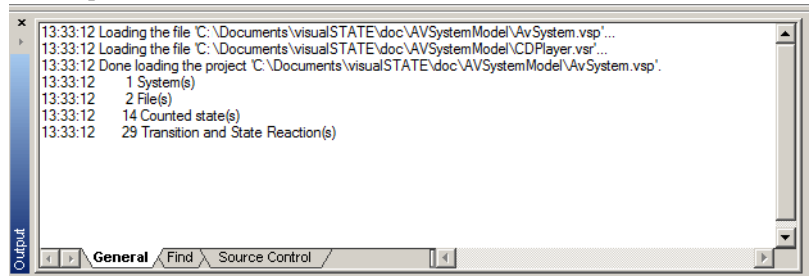 13:33:12 Loading the file 'C:\Documents\visualSTATE\doc\AVSystemModel\AvSystem.vsp'...
13:33:12 Loading the file 'C:\Documents\visualSTATE\doc\AVSystemModel\CDPlayer.vsr'...
13:33:12 Done loading the project 'C:\Documents\visualSTATE\doc\AVSystemModel\AvSystem.vsp'.
13:33:12 1 System(s)
13:33:12 2 File(s)
13:33:12 14 Counted state(s)
13:33:12 29 Transition and State Reaction(s)
Output
General Find Source Control